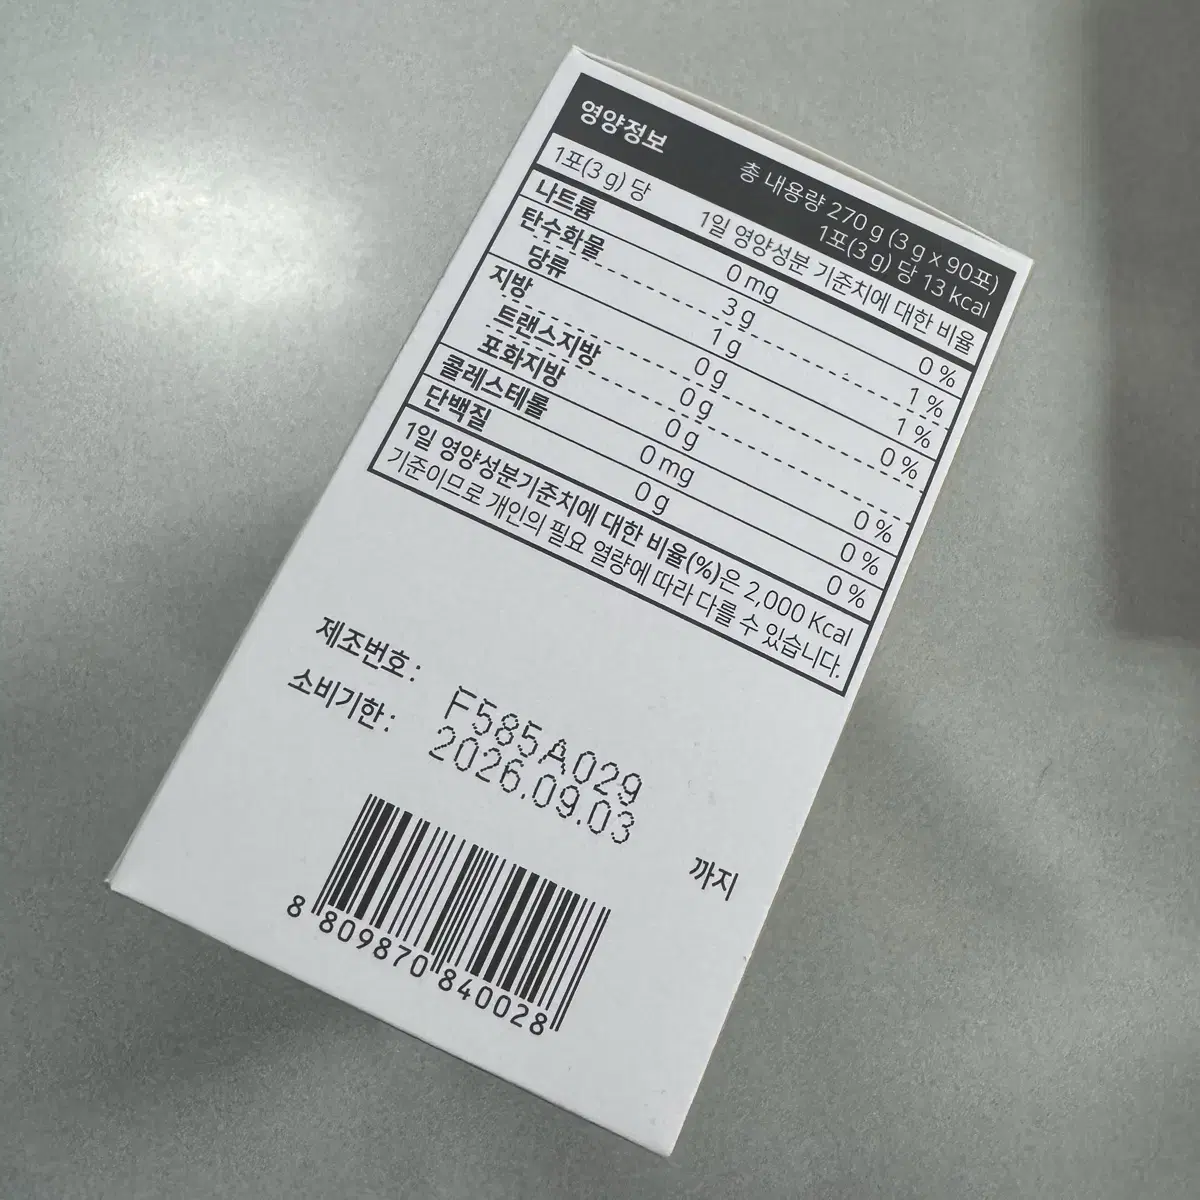 영양정보
총 내용량 270 g (3 g x 90포)
1포(3 g) 당 13 kcal
1포(3 g) 당 1일 영양성분 기준치에 대한 비율
나트륨 0 mg 0 %
탄수화물 3 g 1 %
당류 1 g 1 %
지방 0 g 0 %
트랜스지방 0 g
포화지방 0 g 0 %
콜레스테롤 0 mg 0 %
단백질 0 g 0 %
1일 영양성분기준치에 대한 비율(%)은 2,000 Kcal
기준이므로 개인의 필요 열량에 따라 다를 수 있습니다.
제조번호 : F585A029
소비기한 : 2026.09.03 까지
8 809870 840028